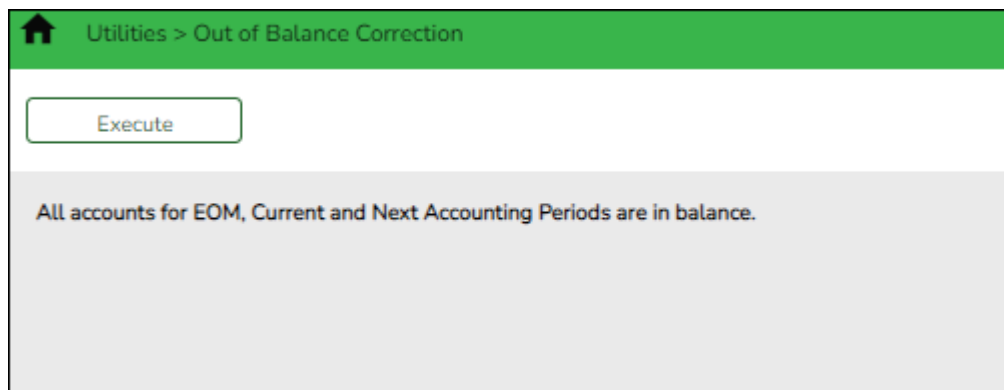 Utilities > Out of Balance Correction
Execute
All accounts for EOM, Current and Next Accounting Periods are in balance.